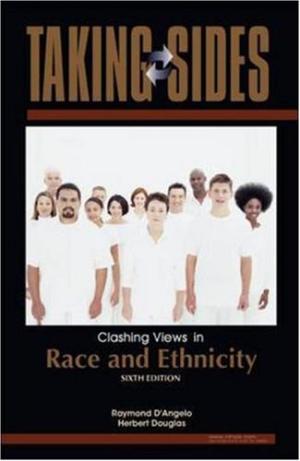 TAKING SIDES
Clashing Views in
Race and Ethnicity
SIXTH EDITION
Raymond D'Angelo
Herbert Douglas